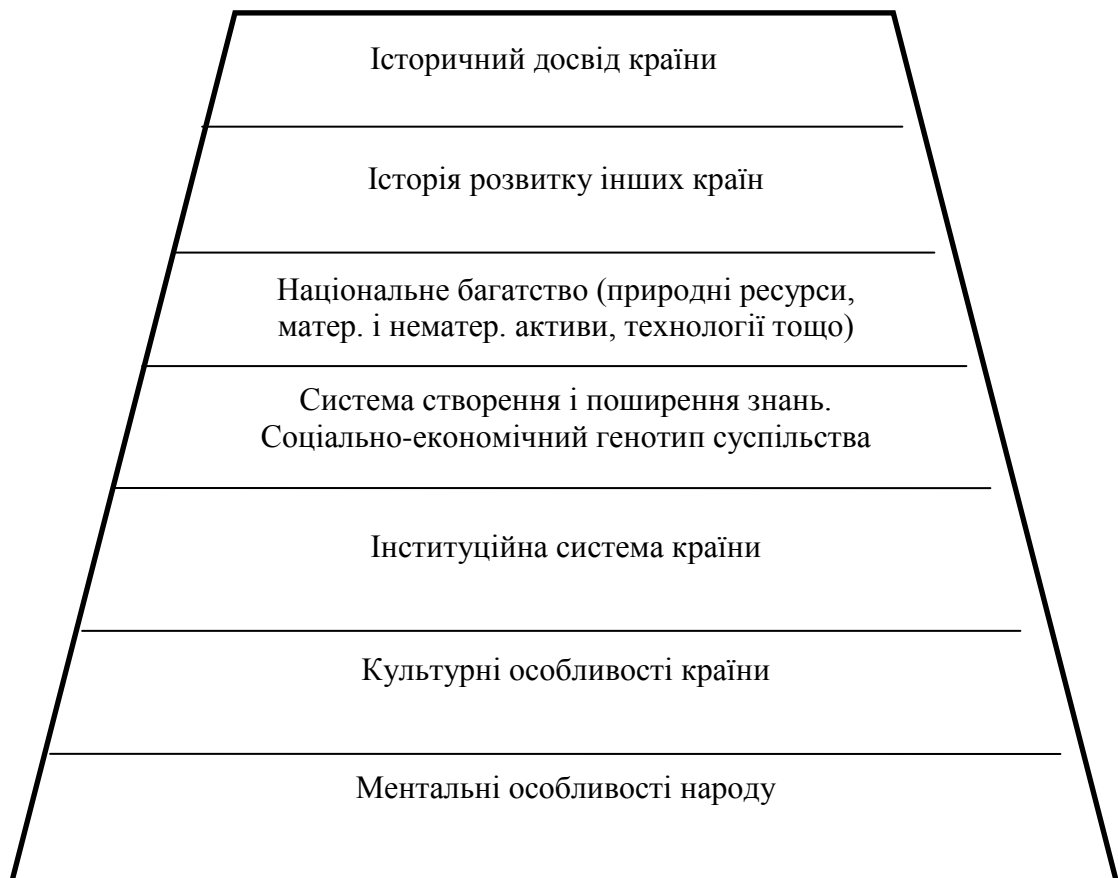 Історичний досвід країни
Історія розвитку інших країн
Національне багатство (природні ресурси,
матер. і нематер. активи, технології тощо)
Система створення і поширення знань.
Соціально-економічний генотип суспільства
Інституційна система країни
Культурні особливості країни
Ментальні особливості народу